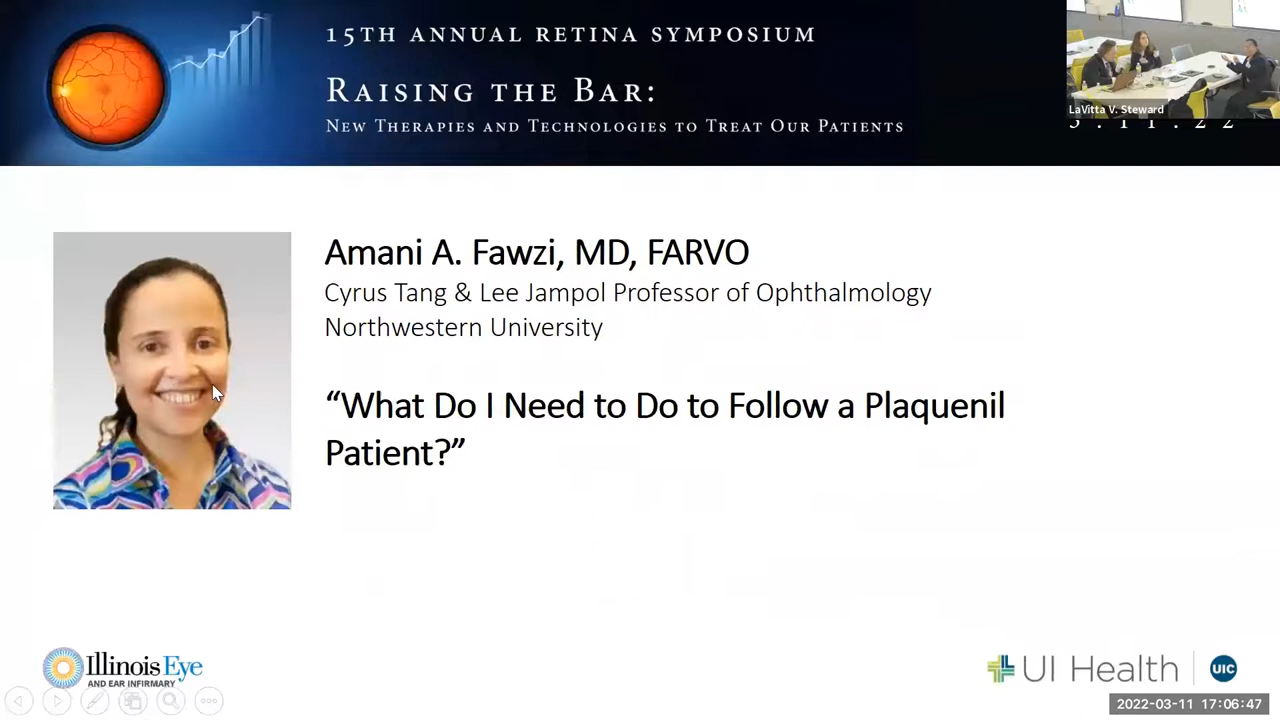 15TH ANNUAL RETINA SYMPOSIUM
RAISING THE BAR:
NEW THERAPIES AND TECHNOLOGIES TO TREAT OUR PATIENTS
LaVitta V. Steward
Amani A. Fawzi, MD, FARVO
Cyrus Tang & Lee Jampol Professor of Ophthalmology
Northwestern University
“What Do I Need to Do to Follow a Plaquenil
Patient?”
Illinois Eye
AND EAR INFIRMARY
UI Health
UIC
2022-03-11 17:06:47